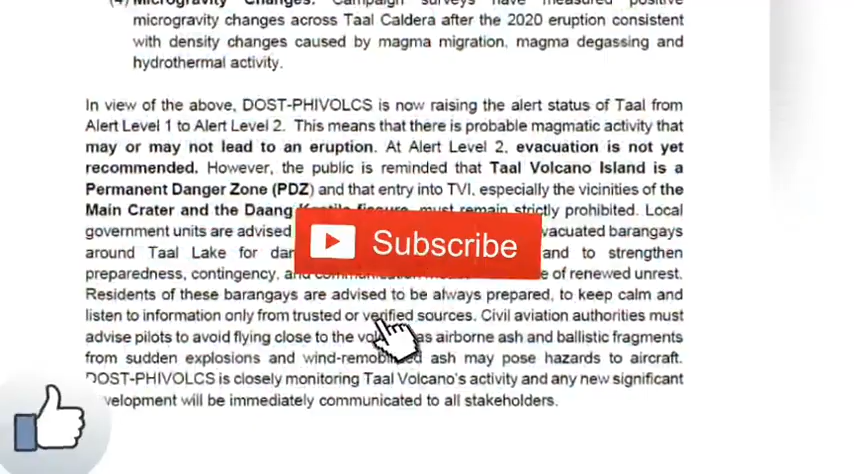 (4) Microgravity Changes. Campaign surveys have measured positive
microgravity changes across Taal Caldera after the 2020 eruption consistent
with density changes caused by magma migration, magma degassing and
hydrothermal activity.
In view of the above, DOST-PHIVOLCS is now raising the alert status of Taal from
Alert Level 1 to Alert Level 2. This means that there is probable magmatic activity that
may or may not lead to an eruption. At Alert Level 2, evacuation is not yet
recommended. However, the public is reminded that Taal Volcano Island is a
Permanent Danger Zone (PDZ) and that entry into TVI, especially the vicinities of the
Main Crater and the Daang must remain strictly prohibited. Local
government units are advised
around Taal Lake for and to strengthen
preparedness, contingency, of renewed unrest.
Subscribe
Residents of these barangays are advised to be always prepared, to keep calm and
listen to information only from trusted or verified sources. Civil aviation authorities must
advise pilots to avoid flying close to the as airborne ash and ballistic fragments
from sudden explosions and ash may pose hazards to aircraft.
DOST-PHIVOLCS is closely monitoring Taal Volcano's activity and any new significant
will be immediately communicated to all stakeholders.